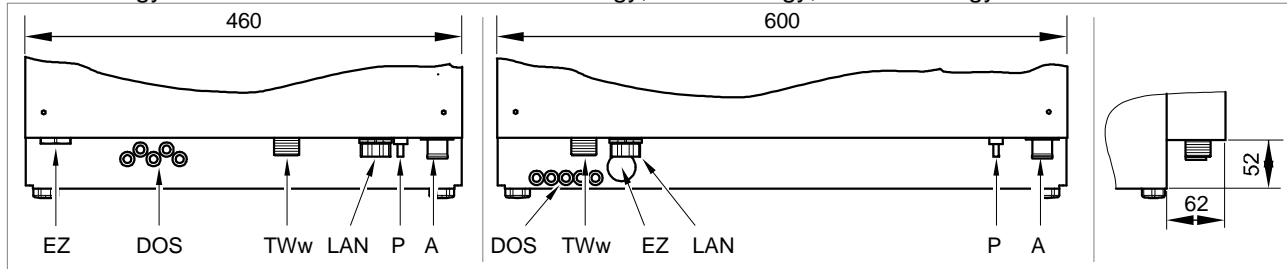 460
600
52
62
EZ DOS TWw LAN P A
DOS TWw EZ LAN P A